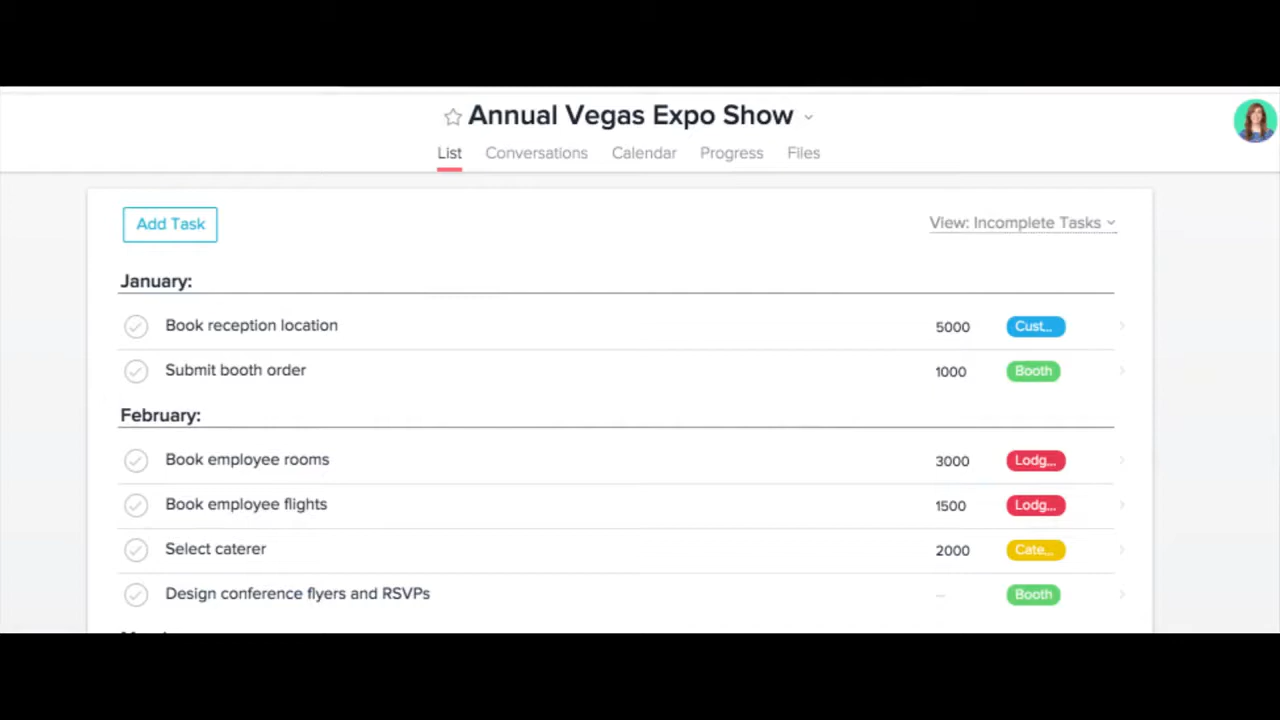 Annual Vegas Expo Show
List Conversations Calendar Progress Files
Add Task
View: Incomplete Tasks
January:
Book reception location 5000 Cust...
Submit booth order 1000 Booth
February:
Book employee rooms 3000 Lodg...
Book employee flights 1500 Lodg...
Select caterer 2000 Cate...
Design conference flyers and RSVPs – Booth